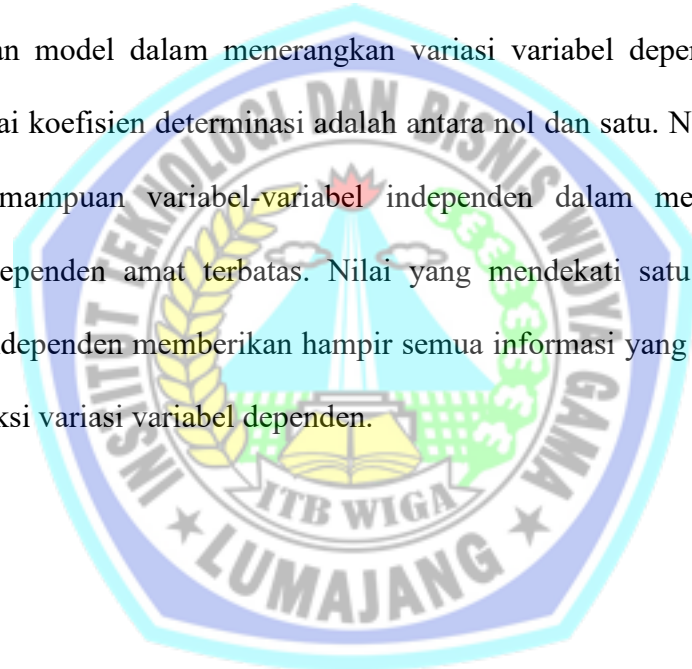 an model dalam menerangkan variasi variabel depen
ai koefisien determinasi adalah antara nol dan satu. N
mampuan variabel-variabel independen dalam me
dependen amat terbatas. Nilai yang mendekati satu
dependen memberikan hampir semua informasi yang
ksi variasi variabel dependen.
INSTITUT TEKNOLOGI DAN BISNIS WIDYA GAMA
ITB WIGA
LUMAJANG